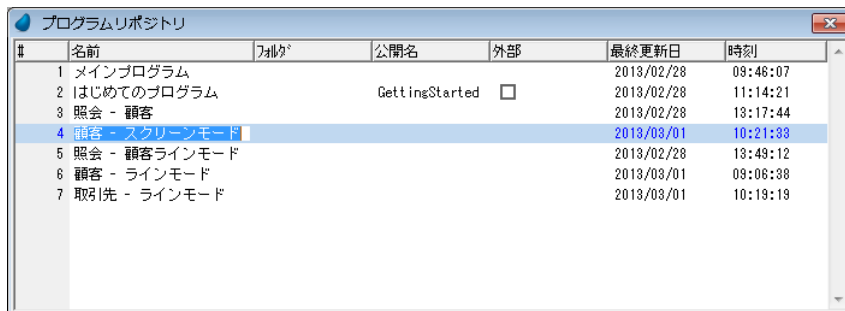 プログラムリポジトリ
# 名前 ﾌｫﾙﾀﾞ 公開名 外部 最終更新日 時刻
1 メインプログラム 2013/02/28 09:46:07
2 はじめてのプログラム GettingStarted 2013/02/28 11:14:21
3 照会 - 顧客 2013/02/28 13:17:44
4 顧客 - スクリーンモード 2013/03/01 10:21:33
5 照会 - 顧客ラインモード 2013/02/28 13:49:12
6 顧客 - ラインモード 2013/03/01 09:06:38
7 取引先 - ラインモード 2013/03/01 10:19:19